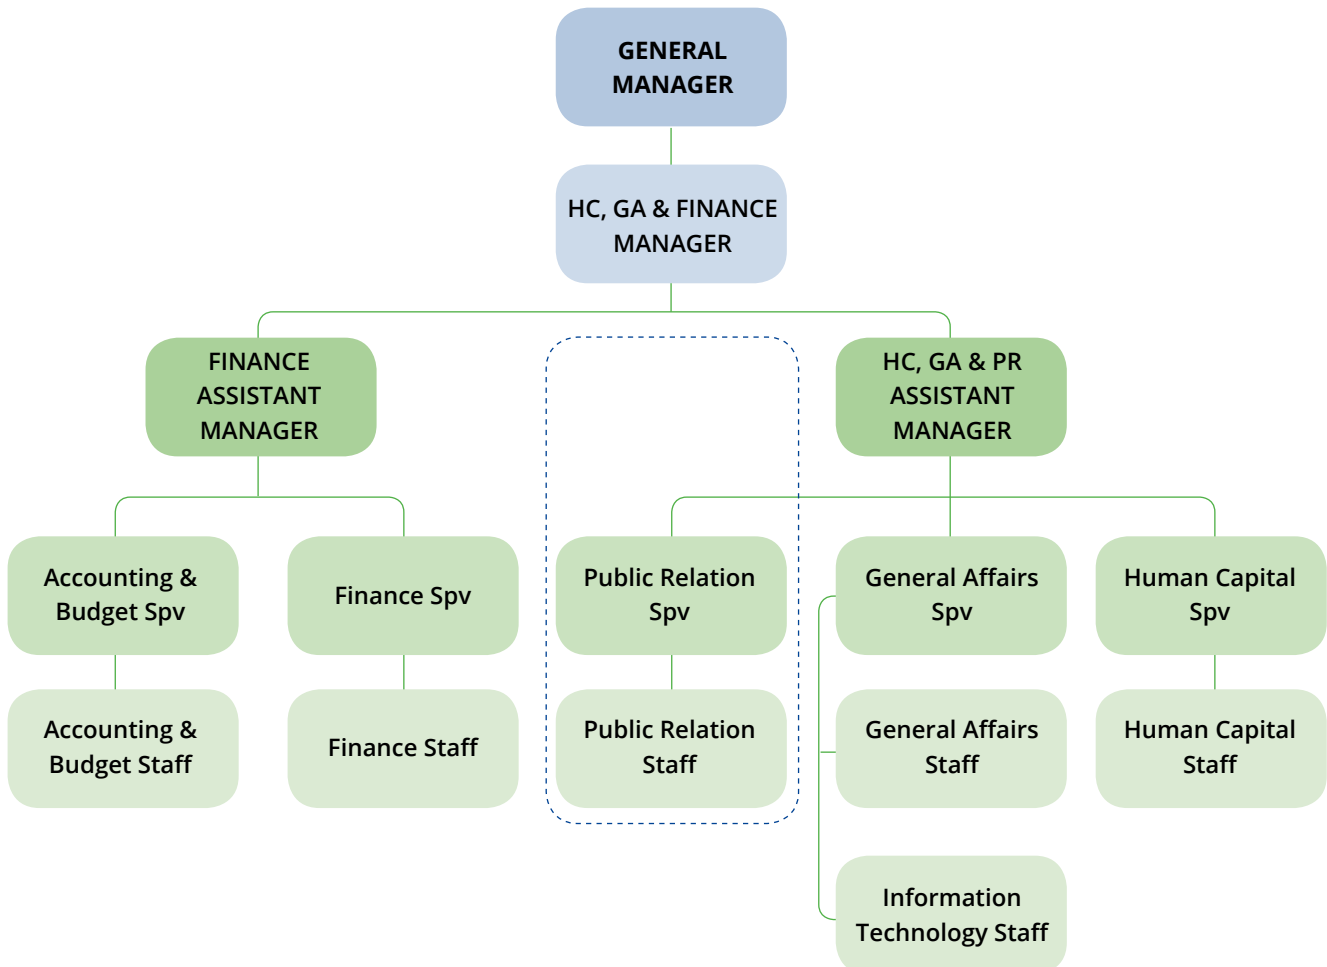 GENERAL
MANAGER
HC, GA & FINANCE
MANAGER
FINANCE
ASSISTANT
MANAGER
HC, GA & PR
ASSISTANT
MANAGER
Accounting &
Budget Spv
Finance Spv
Public Relation
Spv
General Affairs
Spv
Human Capital
Spv
Accounting &
Budget Staff
Finance Staff
Public Relation
Staff
General Affairs
Staff
Human Capital
Staff
Information
Technology Staff